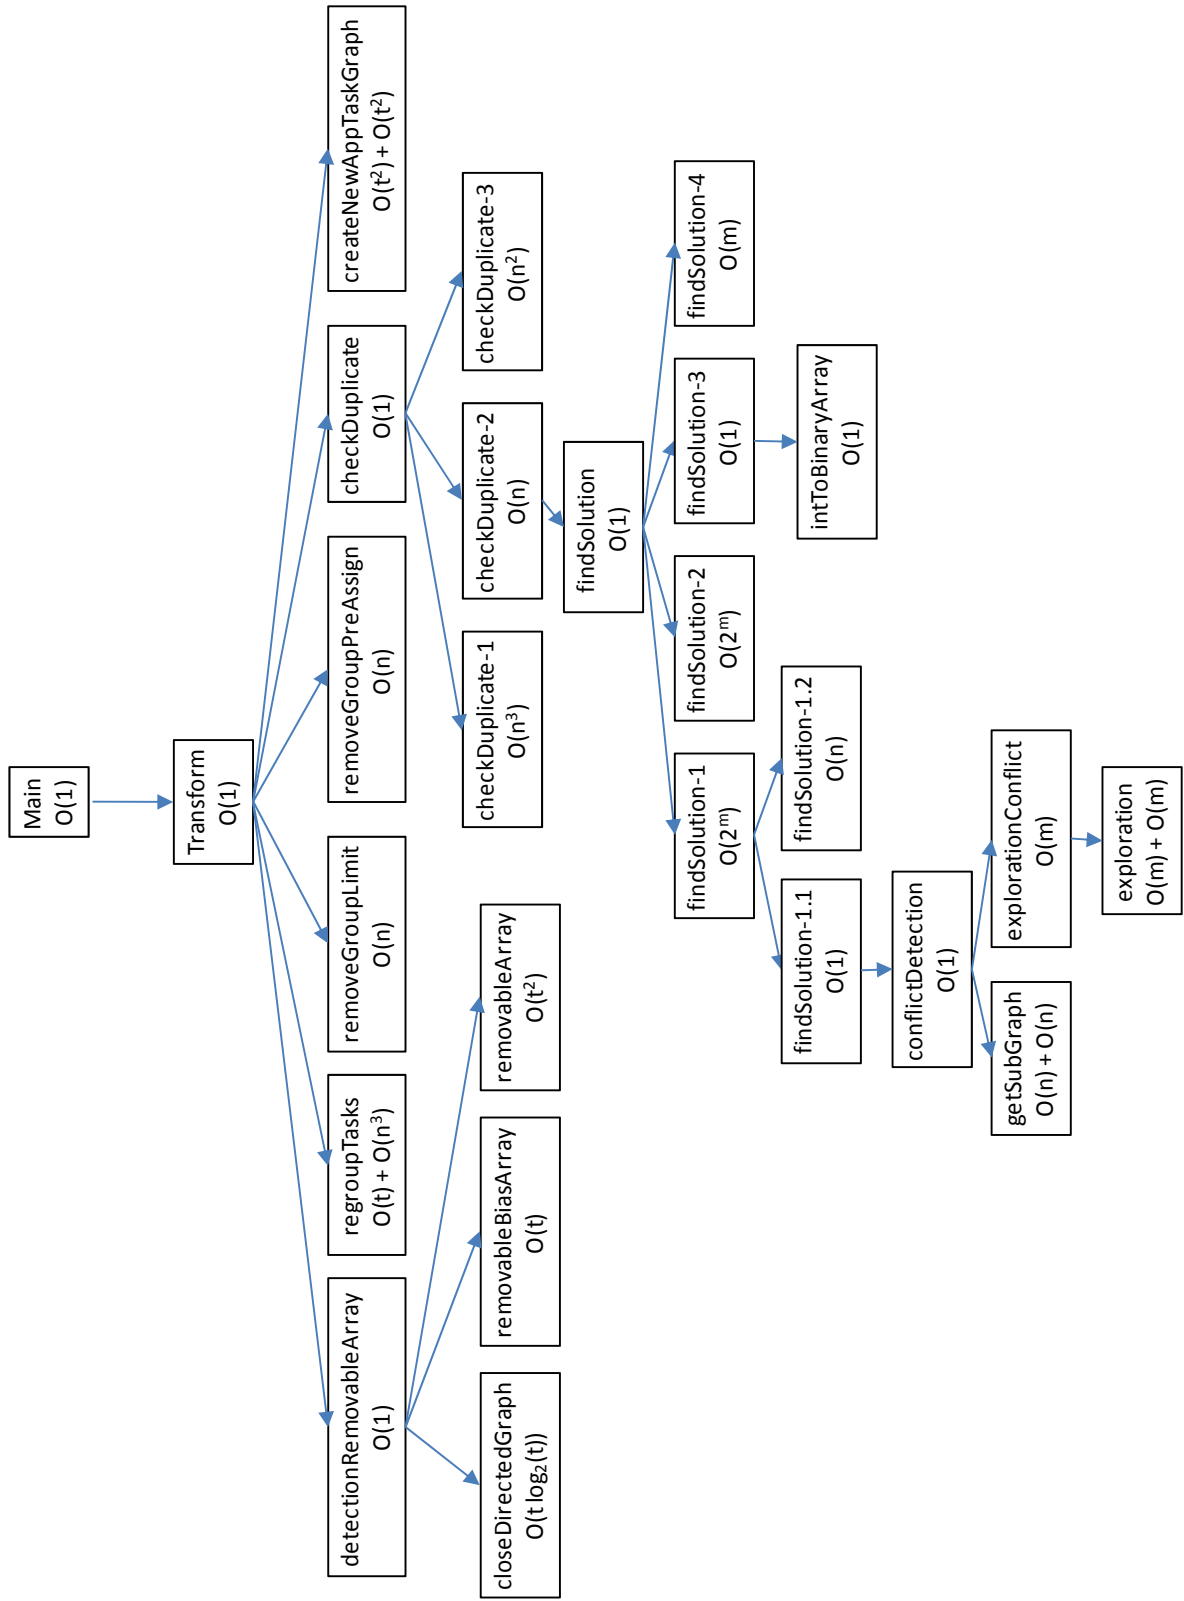 Main
O(1)
Transform
O(1)
detectionRemovableArray
O(1)
regroupTasks
O(t) + O(n³)
removeGroupLimit
O(n)
removeGroupPreAssign
O(n)
checkDuplicate
O(1)
createNewAppTaskGraph
O(t²) + O(t²)
closeDirectedGraph
O(t log₂(t))
removableBiasArray
O(t)
removableArray
O(t²)
checkDuplicate-1
O(n³)
checkDuplicate-2
O(n)
checkDuplicate-3
O(n²)
findSolution
O(1)
findSolution-1
O(2ᵐ)
findSolution-2
O(2ᵐ)
findSolution-3
O(1)
findSolution-4
O(m)
findSolution-1.1
O(1)
findSolution-1.2
O(n)
intToBinaryArray
O(1)
conflictDetection
O(1)
getSubGraph
O(n) + O(n)
explorationConflict
O(m)
exploration
O(m) + O(m)